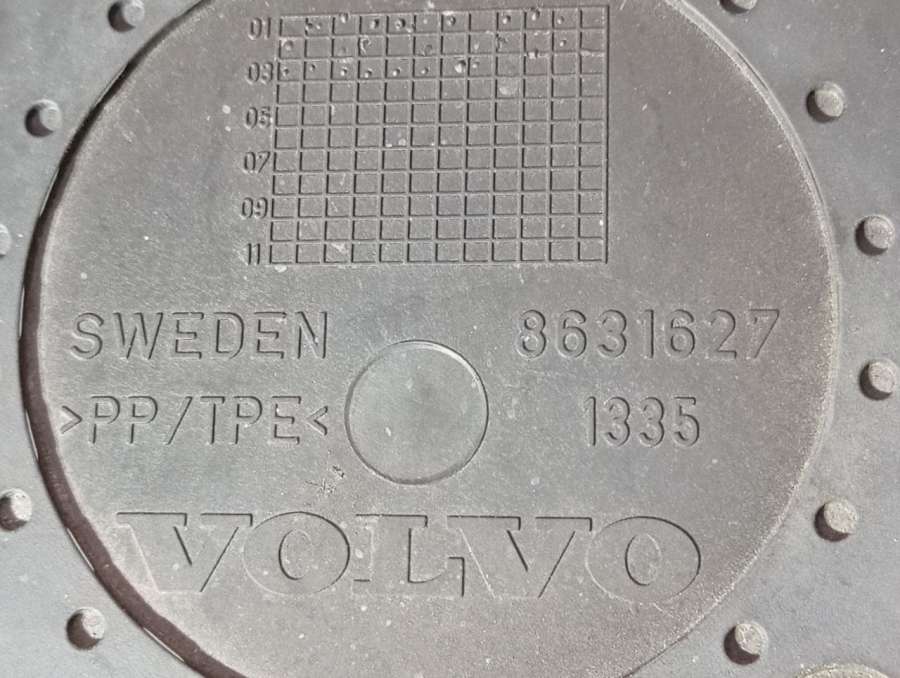 01
03
05
07
09
11
SWEDEN 8631627
>PP/TPE< 1335
VOLVO